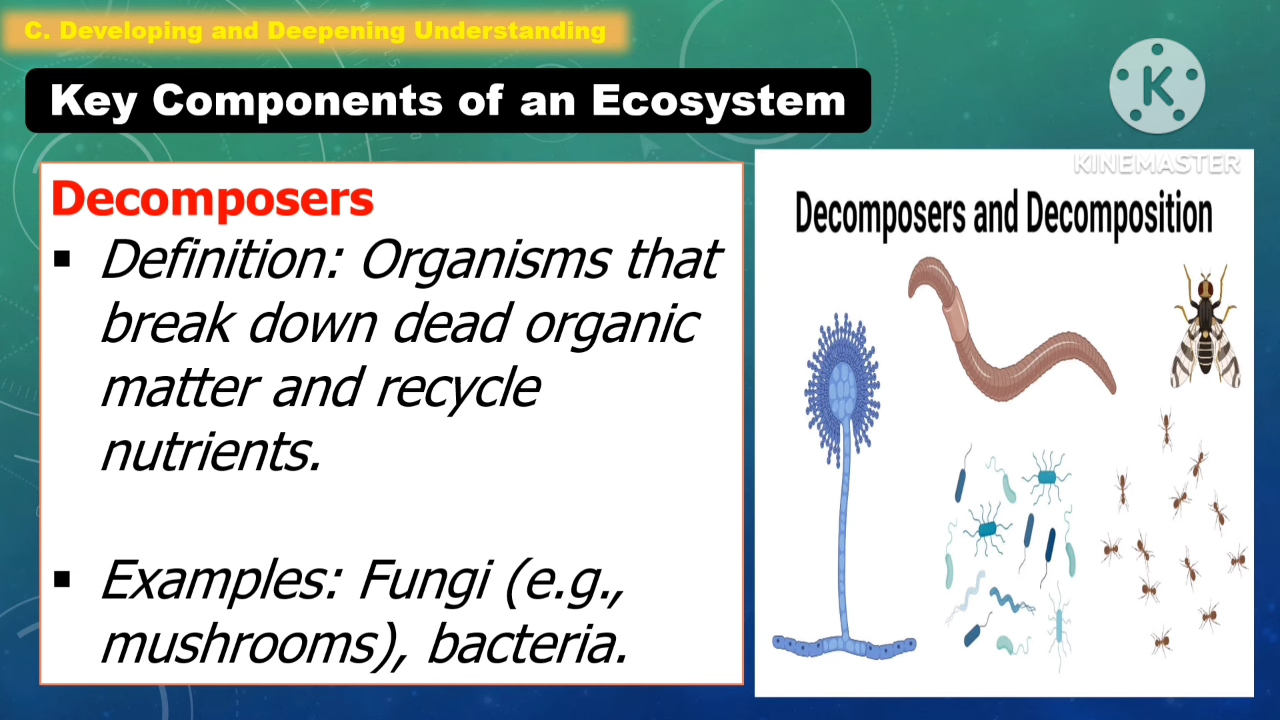 C. Developing and Deepening Understanding
Key Components of an Ecosystem
K
KINEMASTER
Decomposers
▪ Definition: Organisms that
break down dead organic
matter and recycle
nutrients.
▪ Examples: Fungi (e.g.,
mushrooms), bacteria.
Decomposers and Decomposition